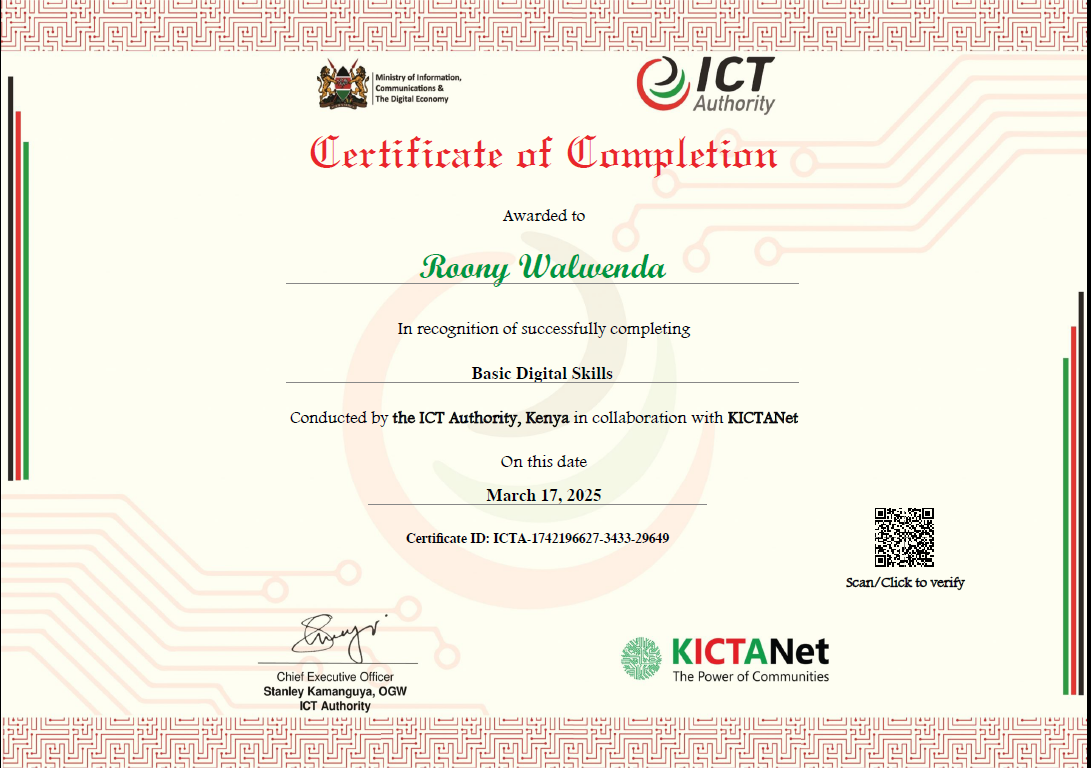 Ministry of Information,
Communications &
The Digital Economy
ICT
Authority
Certificate of Completion
Awarded to
Roony Walwenda
In recognition of successfully completing
Basic Digital Skills
Conducted by the ICT Authority, Kenya in collaboration with KICTANet
On this date
March 17, 2025
Certificate ID: ICTA-1742196627-3433-29649
Scan/Click to verify
Chief Executive Officer
Stanley Kamanguya, OGW
ICT Authority
KICTANet
The Power of Communities